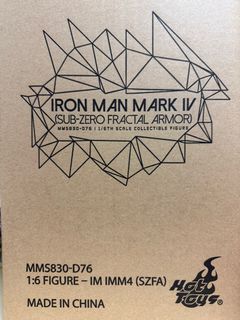 IRON MAN MARK IV
(SUB-ZERO FRACTAL ARMOR)
MMS830-D76 | 1/6TH SCALE COLLECTIBLE FIGURE
MMS830-D76
1:6 FIGURE – IM IMM4 (SZFA)
MADE IN CHINA
Hot
Toys